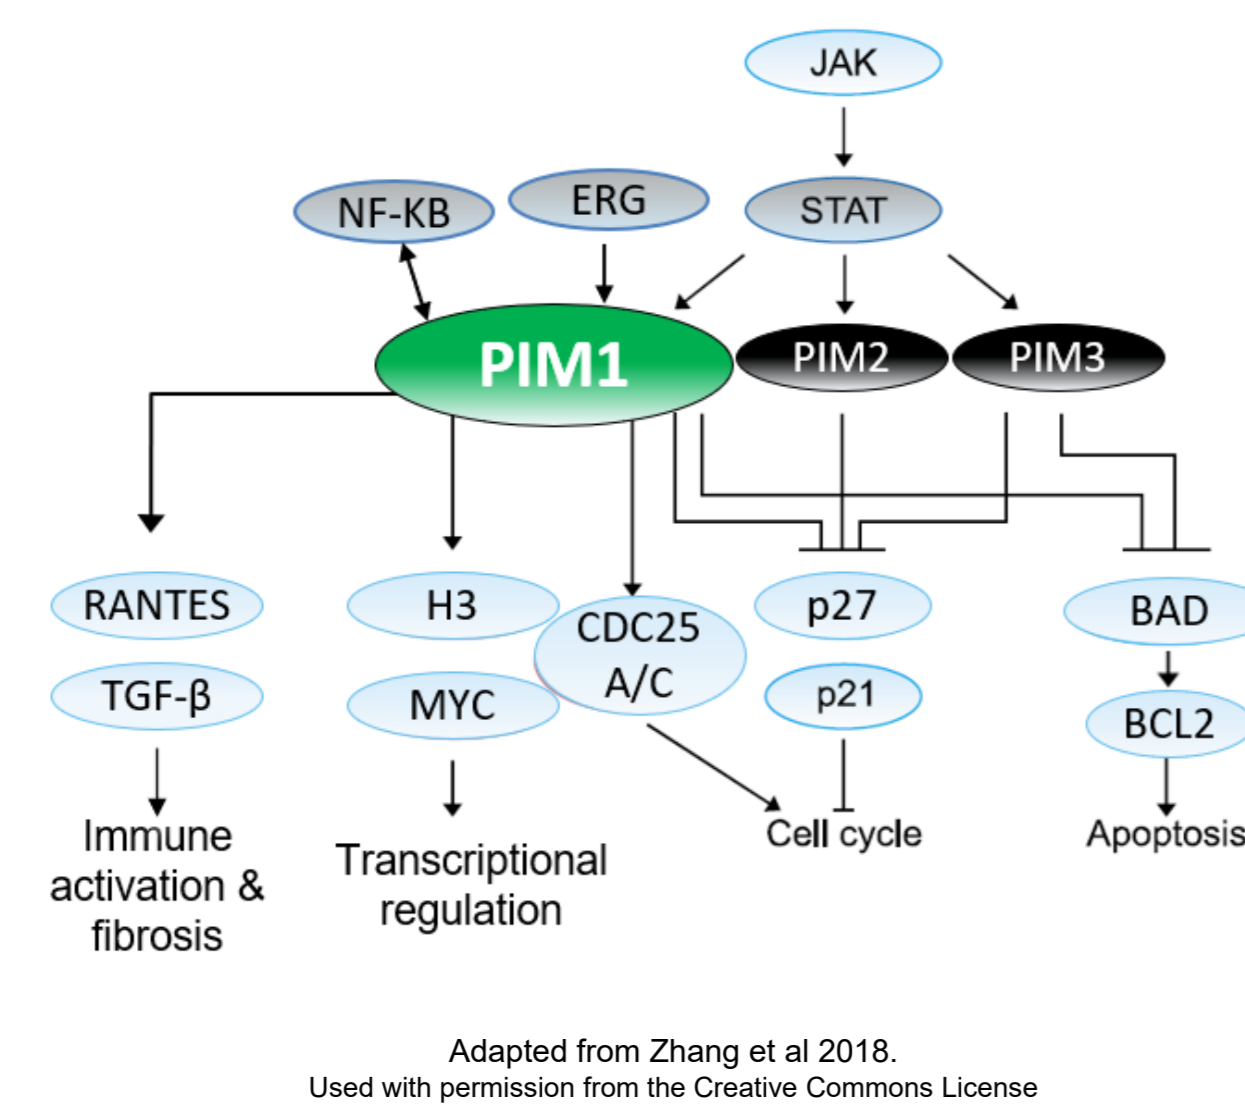 JAK
NF-KB
ERG
STAT
PIM1
PIM2
PIM3
RANTES
H3
CDC25
A/C
p27
BAD
TGF-β
MYC
p21
BCL2
Immune
activation &
fibrosis
Transcriptional
regulation
Cell cycle
Apoptosis
Adapted from Zhang et al 2018.
Used with permission from the Creative Commons License